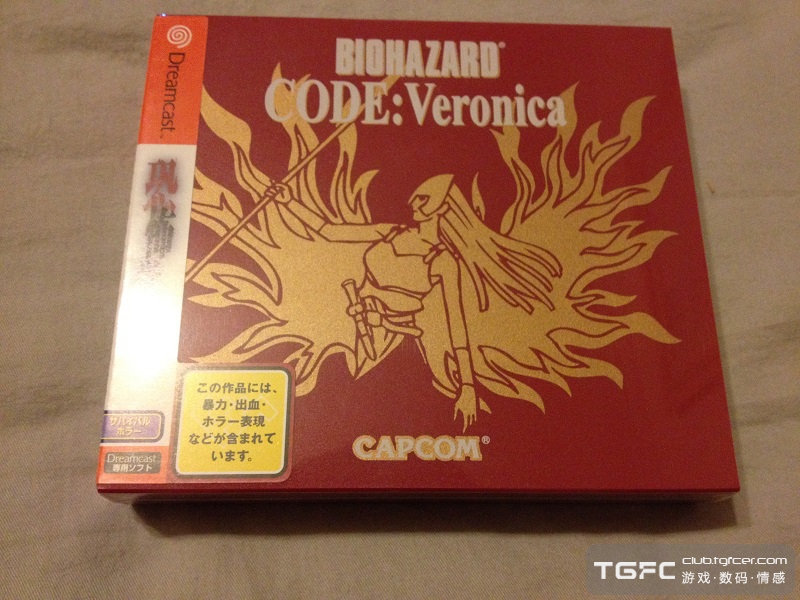 Dreamcast™
BIOHAZARD®
CODE:Veronica
サバイバル
ホラー
Dreamcast™
専用ソフト
この作品には、
暴力・出血・
ホラー表現
などが含まれて
います。
CAPCOM®
TGFC club.tgfcer.com
游戏·数码·情感